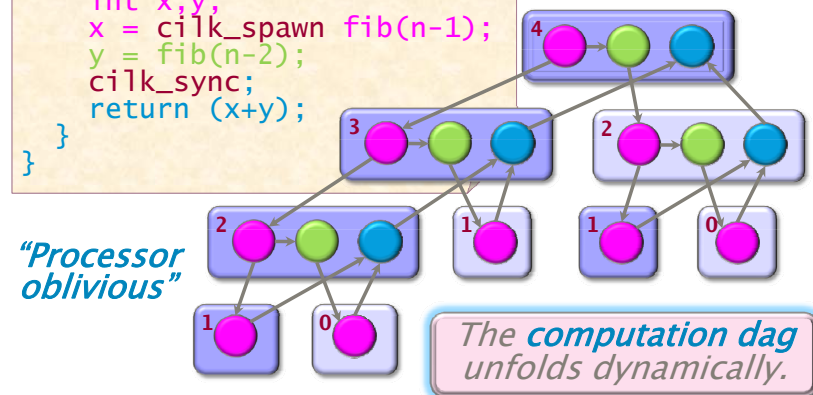 int x,y;
x = cilk_spawn fib(n-1);
y = fib(n-2);
cilk_sync;
return (x+y);
}
}
4
3
2
2
1
1
0
"Processor
oblivious"
1
0
The computation dag
unfolds dynamically.